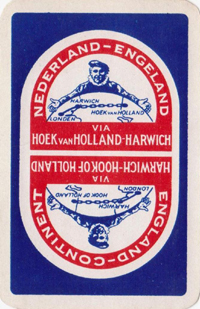 NEDERLAND-ENGELAND
HARWICH
HOEK VAN HOLLAND
LONDEN
VIA
HOEK VAN HOLLAND-HARWICH
VIA
HARWICH-HOOK OF HOLLAND
LONDON
HARWICH
HOOK OF HOLLAND
ENGLAND-CONTINENT